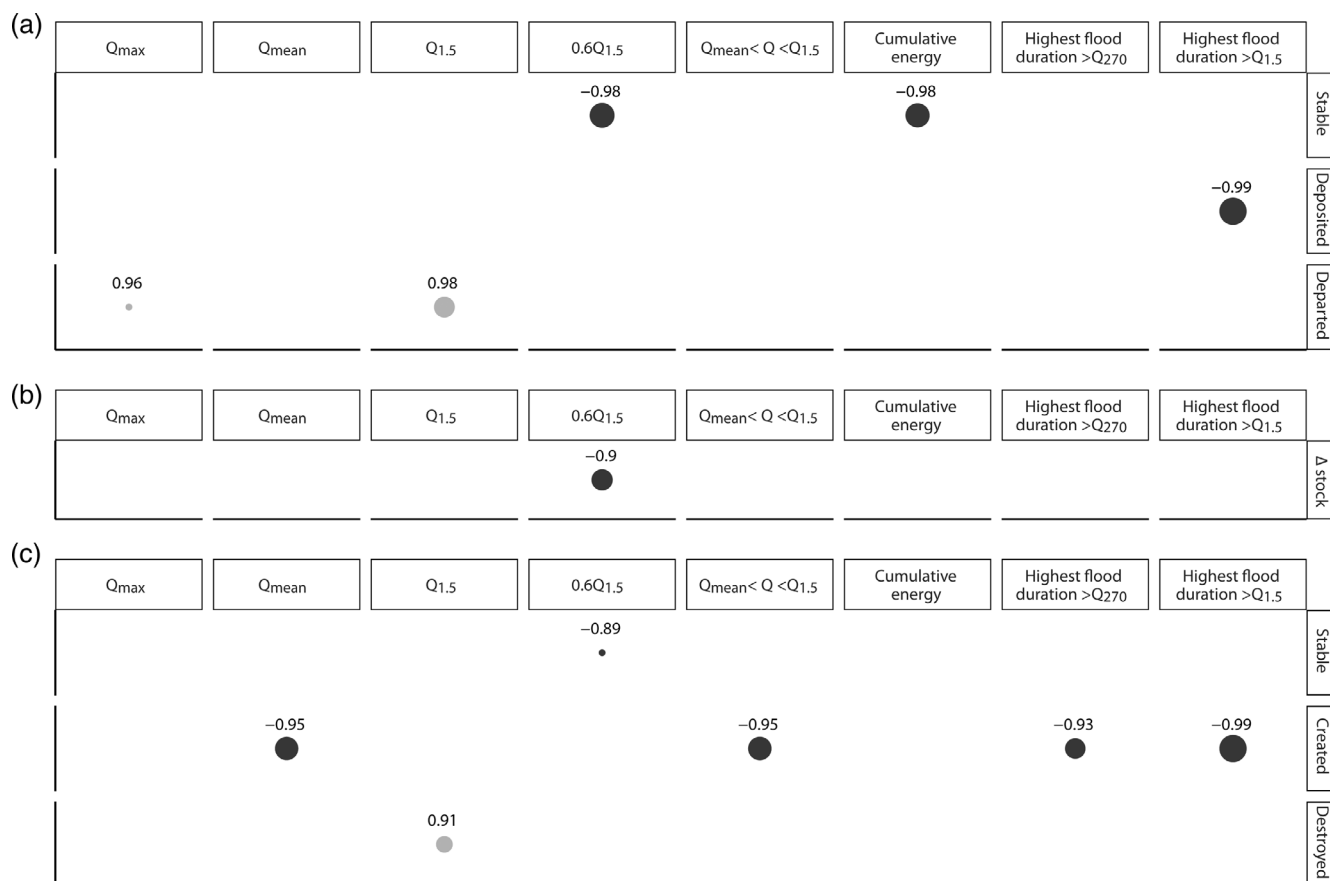 (a)
Qmax
Qmean
Q1.5
0.6Q1.5
Qmean< Q <Q1.5
Cumulative
energy
Highest flood
duration >Q270
Highest flood
duration >Q1.5
−0.98
−0.98
Stable
−0.99
Deposited
0.96
0.98
Departed
(b)
Qmax
Qmean
Q1.5
0.6Q1.5
Qmean< Q <Q1.5
Cumulative
energy
Highest flood
duration >Q270
Highest flood
duration >Q1.5
−0.9
Δ stock
(c)
Qmax
Qmean
Q1.5
0.6Q1.5
Qmean< Q <Q1.5
Cumulative
energy
Highest flood
duration >Q270
Highest flood
duration >Q1.5
−0.89
Stable
−0.95
−0.95
−0.93
−0.99
Created
0.91
Destroyed